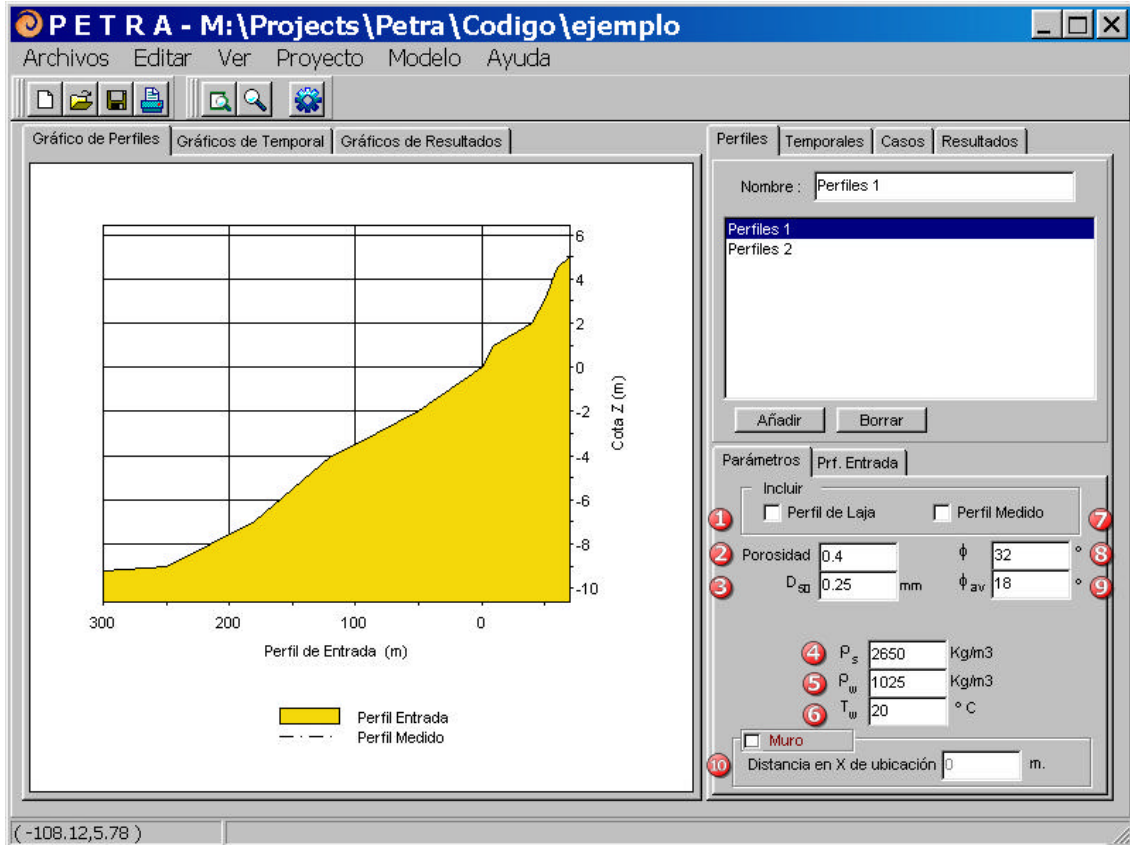 P E T R A - M:\Projects\Petra\Codigo\ejemplo
Archivos Editar Ver Proyecto Modelo Ayuda
Gráfico de Perfiles Gráficos de Temporal Gráficos de Resultados
6
4
2
0
-2
-4
-6
-8
-10
Cota Z (m)
300 200 100 0
Perfil de Entrada (m)
Perfil Entrada
Perfil Medido
Perfiles Temporales Casos Resultados
Nombre : Perfiles 1
Perfiles 1
Perfiles 2
Añadir Borrar
Parámetros Prf. Entrada
Incluir
1 Perfil de Laja Perfil Medido 7
2 Porosidad 0.4 ϕ 32 º 8
3 D50 0.25 mm ϕav 18 º 9
4 ρs 2650 Kg/m3
5 ρw 1025 Kg/m3
6 Tw 20 º C
Muro
10 Distancia en X de ubicación 0 m.
( -108.12,5.78 )